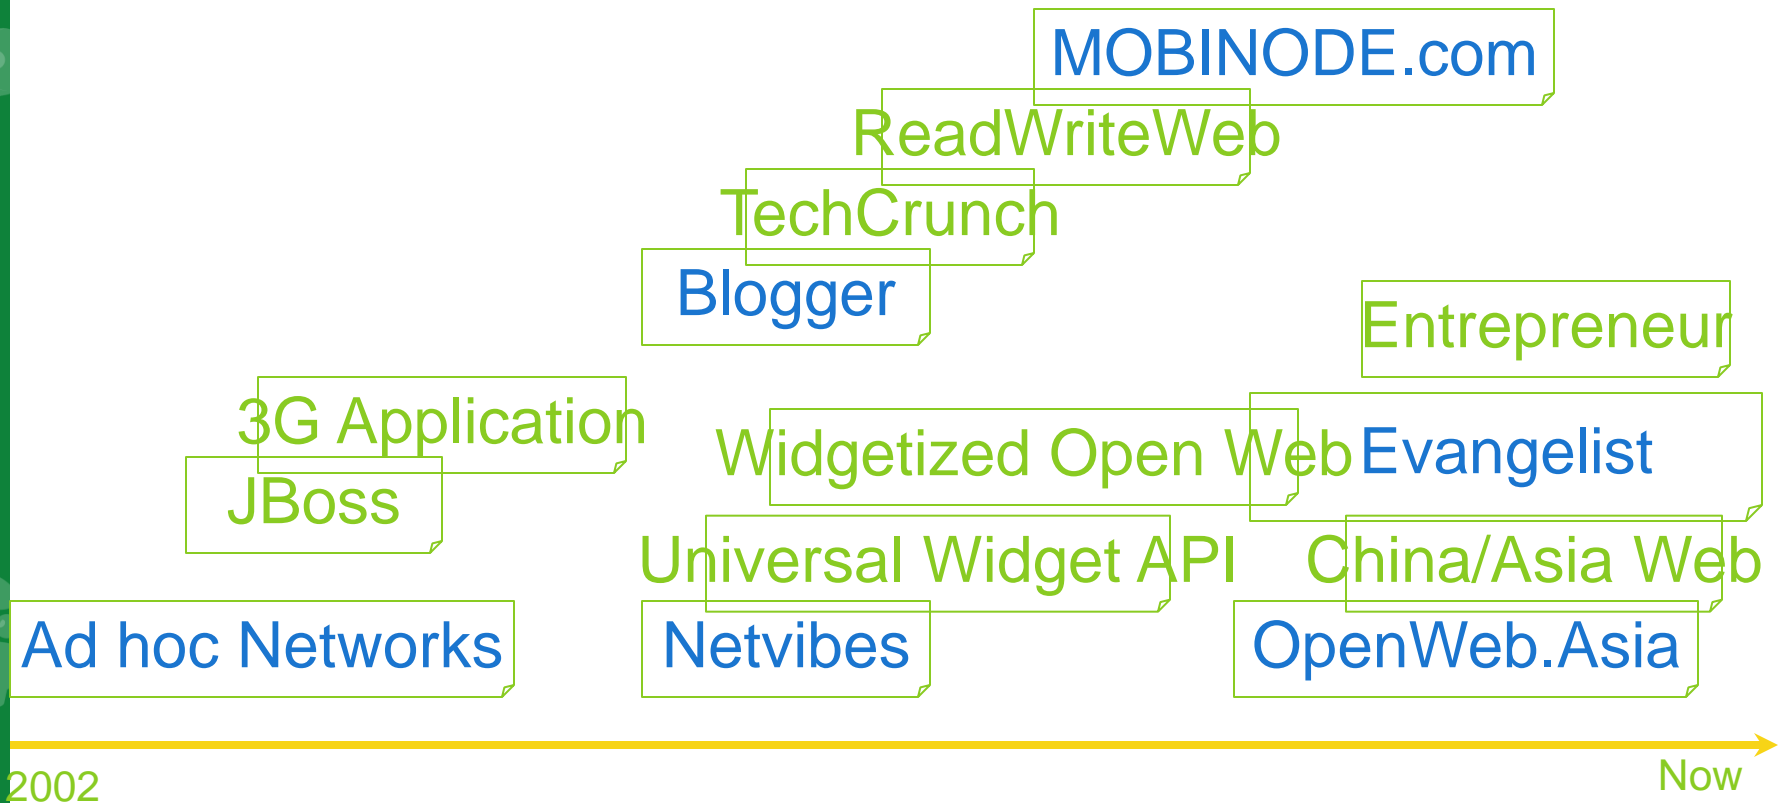 MOBINODE.com
ReadWriteWeb
TechCrunch
Blogger
Entrepreneur
3G Application
Widgetized Open Web
Evangelist
JBoss
Universal Widget API
China/Asia Web
Ad hoc Networks
Netvibes
OpenWeb.Asia
2002
Now